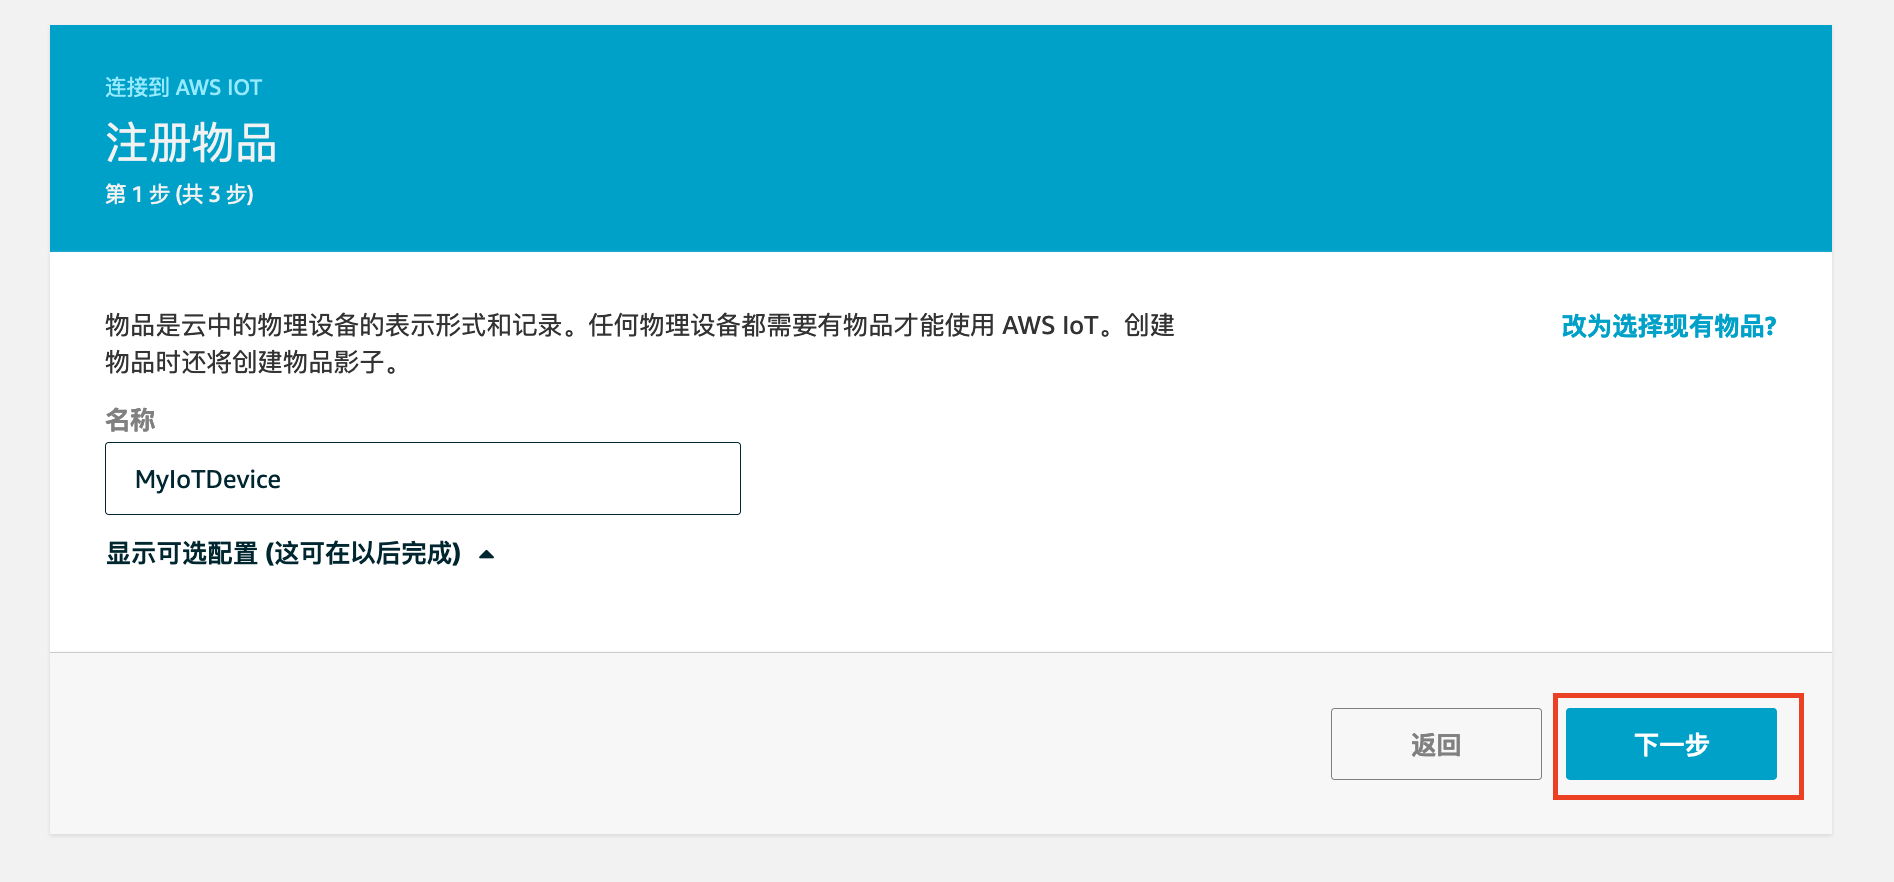 连接到 AWS IOT
注册物品
第 1 步 (共 3 步)
物品是云中的物理设备的表示形式和记录。任何物理设备都需要有物品才能使用 AWS IoT。创建
物品时还将创建物品影子。
改为选择现有物品?
名称
MyIoTDevice
显示可选配置 (这可在以后完成)
返回
下一步